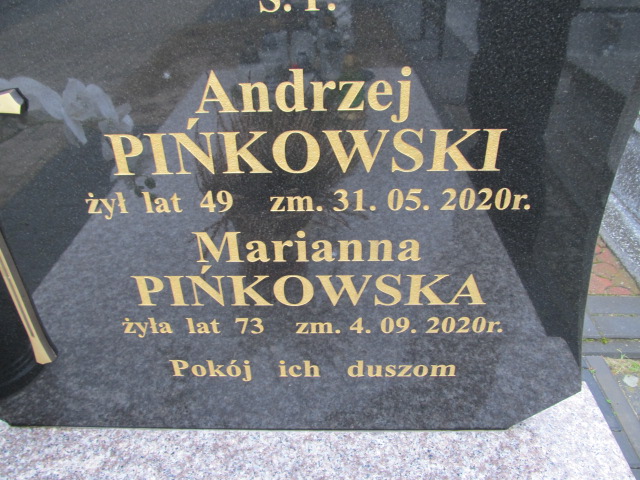 Ś. P.
Andrzej
PIŃKOWSKI
żył lat 49 zm. 31. 05. 2020r.
Marianna
PIŃKOWSKA
żyła lat 73 zm. 4. 09. 2020r.
Pokój ich duszom